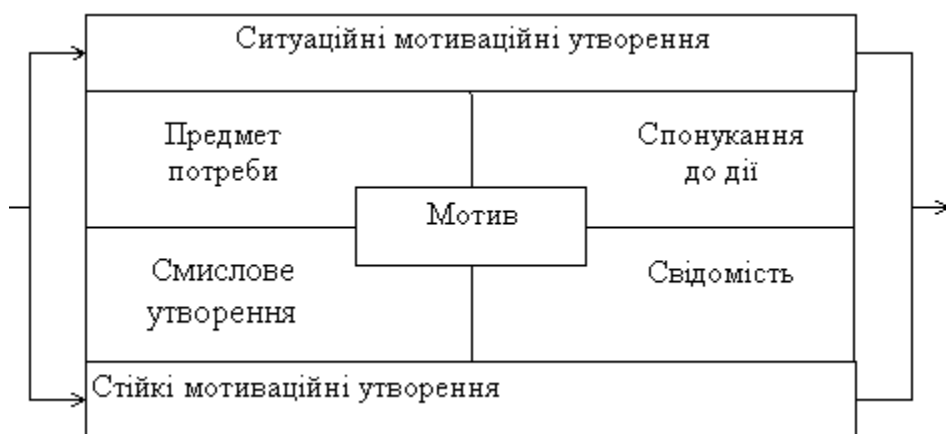 Ситуаційні мотиваційні утворення
Предмет
потреби
Спонукання
до дії
Мотив
Смислове
утворення
Свідомість
Стійкі мотиваційні утворення